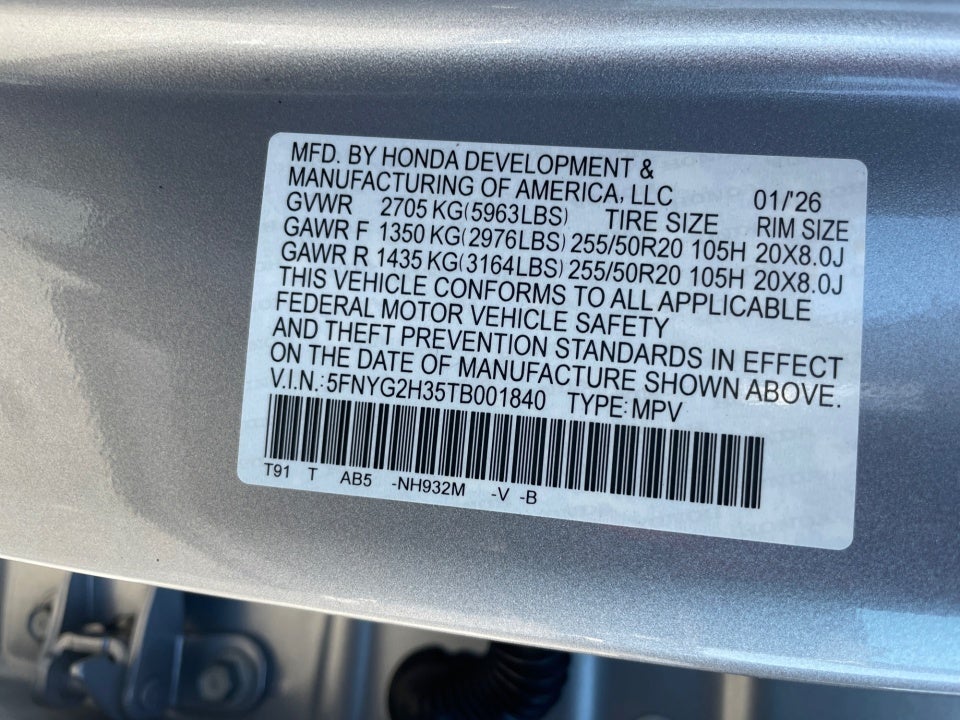 MFD. BY HONDA DEVELOPMENT &
MANUFACTURING OF AMERICA, LLC 01/'26
GVWR 2705 KG(5963LBS) TIRE SIZE RIM SIZE
GAWR F 1350 KG(2976LBS) 255/50R20 105H 20X8.0J
GAWR R 1435 KG(3164LBS) 255/50R20 105H 20X8.0J
THIS VEHICLE CONFORMS TO ALL APPLICABLE
FEDERAL MOTOR VEHICLE SAFETY
AND THEFT PREVENTION STANDARDS IN EFFECT
ON THE DATE OF MANUFACTURE SHOWN ABOVE.
V.I.N.:5FNYG2H35TB001840 TYPE:MPV
T91 T AB5 -NH932M -V -B